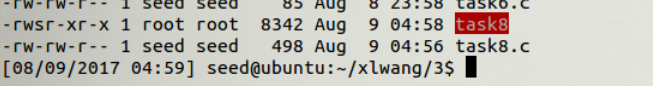 -rw-rw-r-- 1 seed seed 85 Aug 8 23:58 task6.c
-rwsr-xr-x 1 root root 8342 Aug 9 04:58 task8
-rw-rw-r-- 1 seed seed 498 Aug 9 04:56 task8.c
[08/09/2017 04:59] seed@ubuntu:~/xlwang/3$